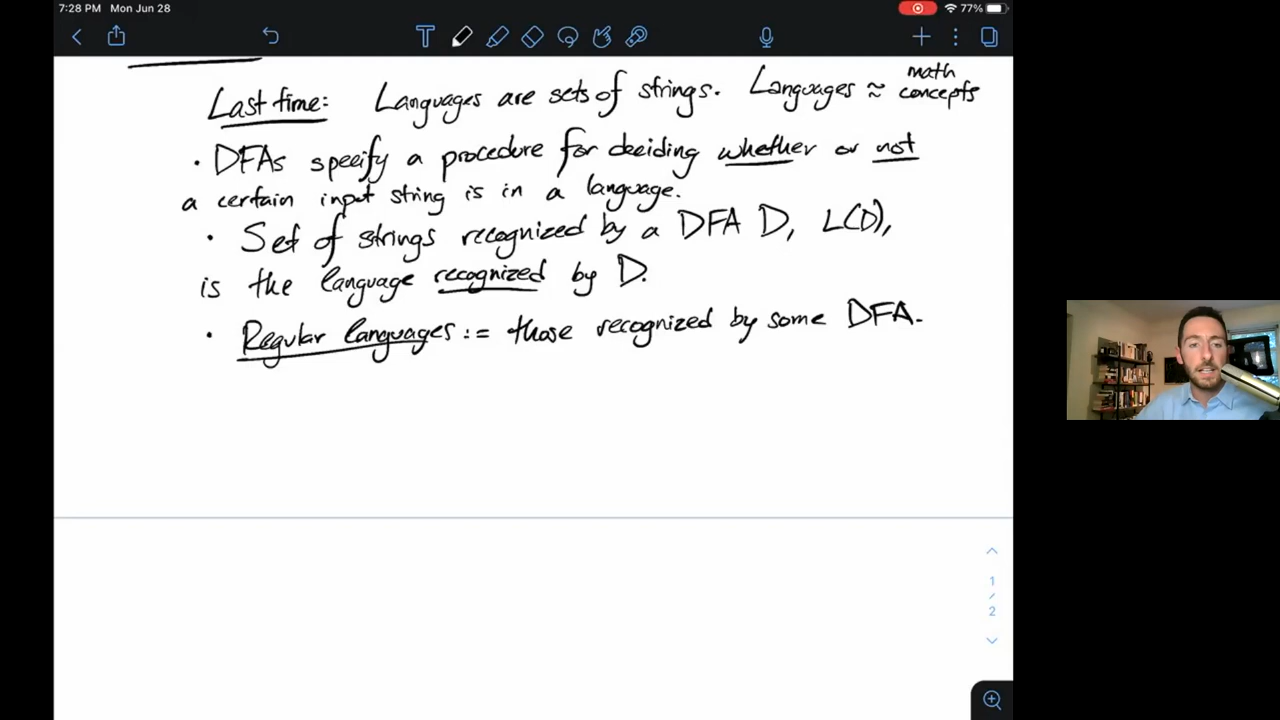 7:28 PM Mon Jun 28
77%
Last time: Languages are sets of strings. Languages ≈ math concepts
• DFAs specify a procedure for deciding whether or not
a certain input string is in a language.
• Set of strings recognized by a DFA D, L(D),
is the language recognized by D.
• Regular languages := those recognized by some DFA.
1
/
2